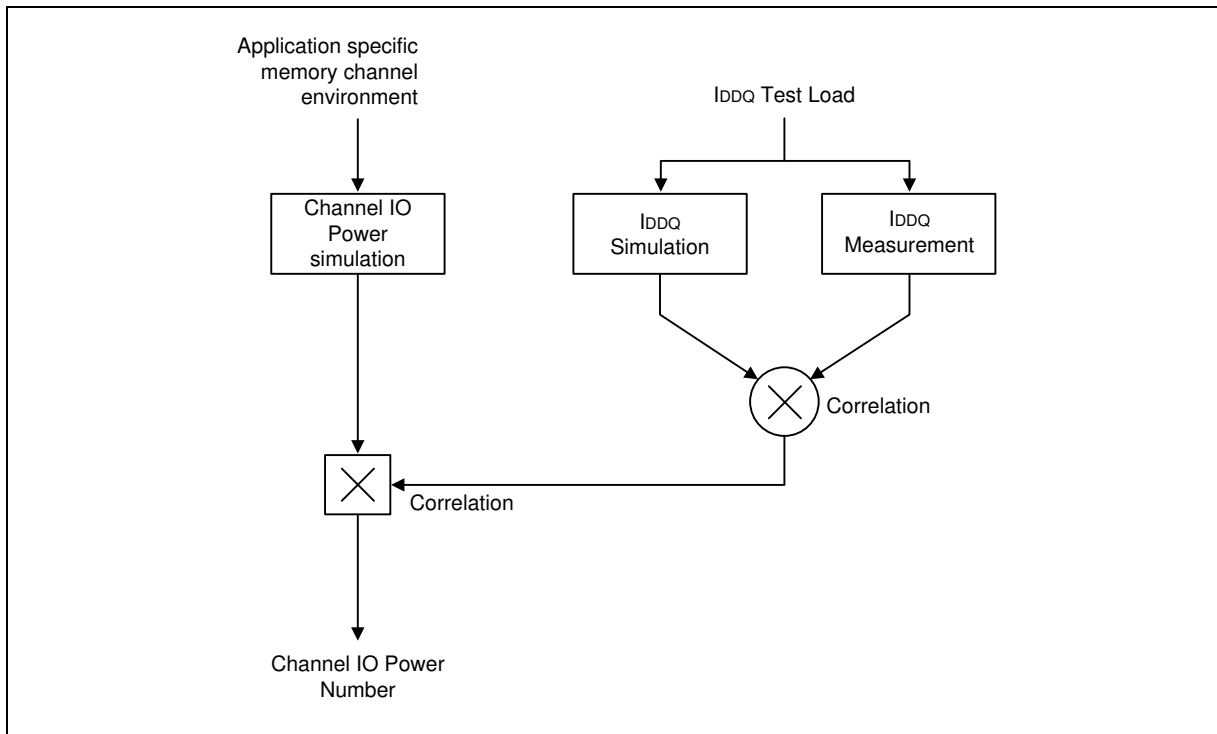 Application specific
memory channel
environment
IDDQ Test Load
Channel IO
Power
simulation
IDDQ
Simulation
IDDQ
Measurement
Correlation
Correlation
Channel IO Power
Number